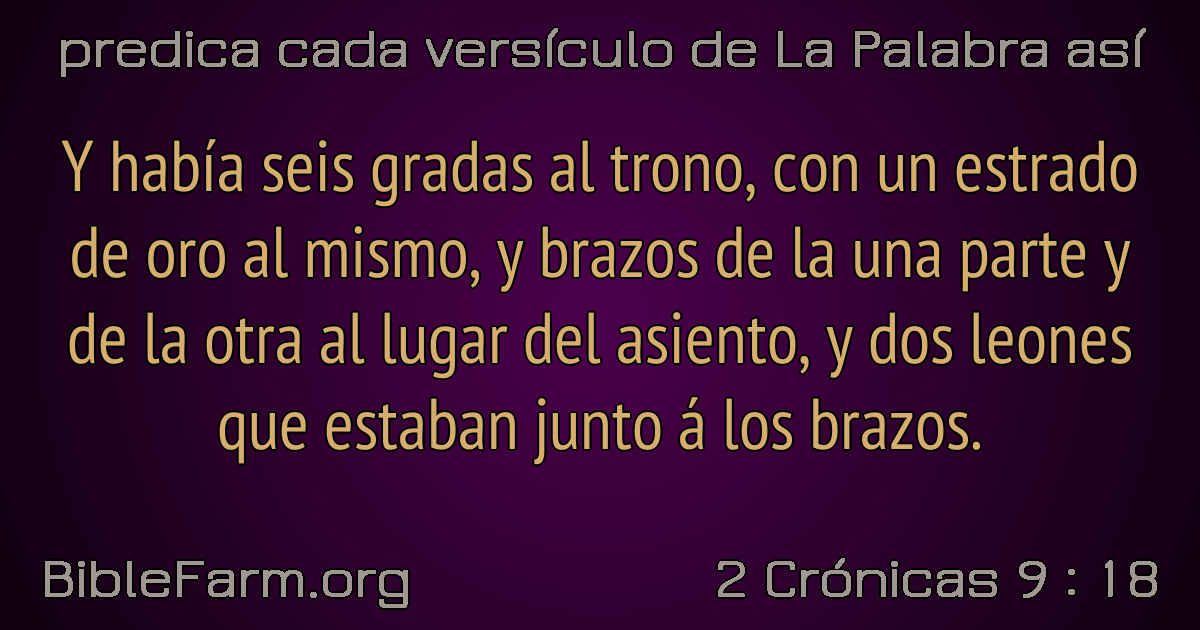 predica cada versículo de La Palabra así
Y había seis gradas al trono, con un estrado
de oro al mismo, y brazos de la una parte y
de la otra al lugar del asiento, y dos leones
que estaban junto á los brazos.
BibleFarm.org
2 Crónicas 9 : 18